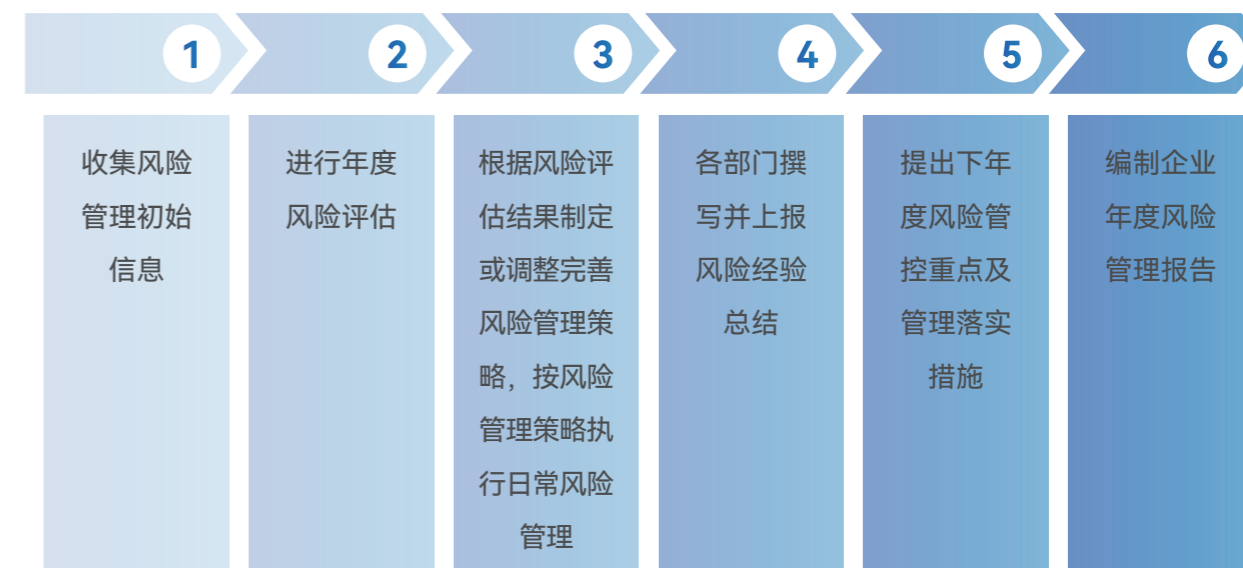 1
2
3
4
5
6
收集风险
管理初始
信息
进行年度
风险评估
根据风险评
估结果制定
或调整完善
风险管理策
略，按风险
管理策略执
行日常风险
管理
各部门撰
写并上报
风险经验
总结
提出下年
度风险管
控重点及
管理落实
措施
编制企业
年度风险
管理报告